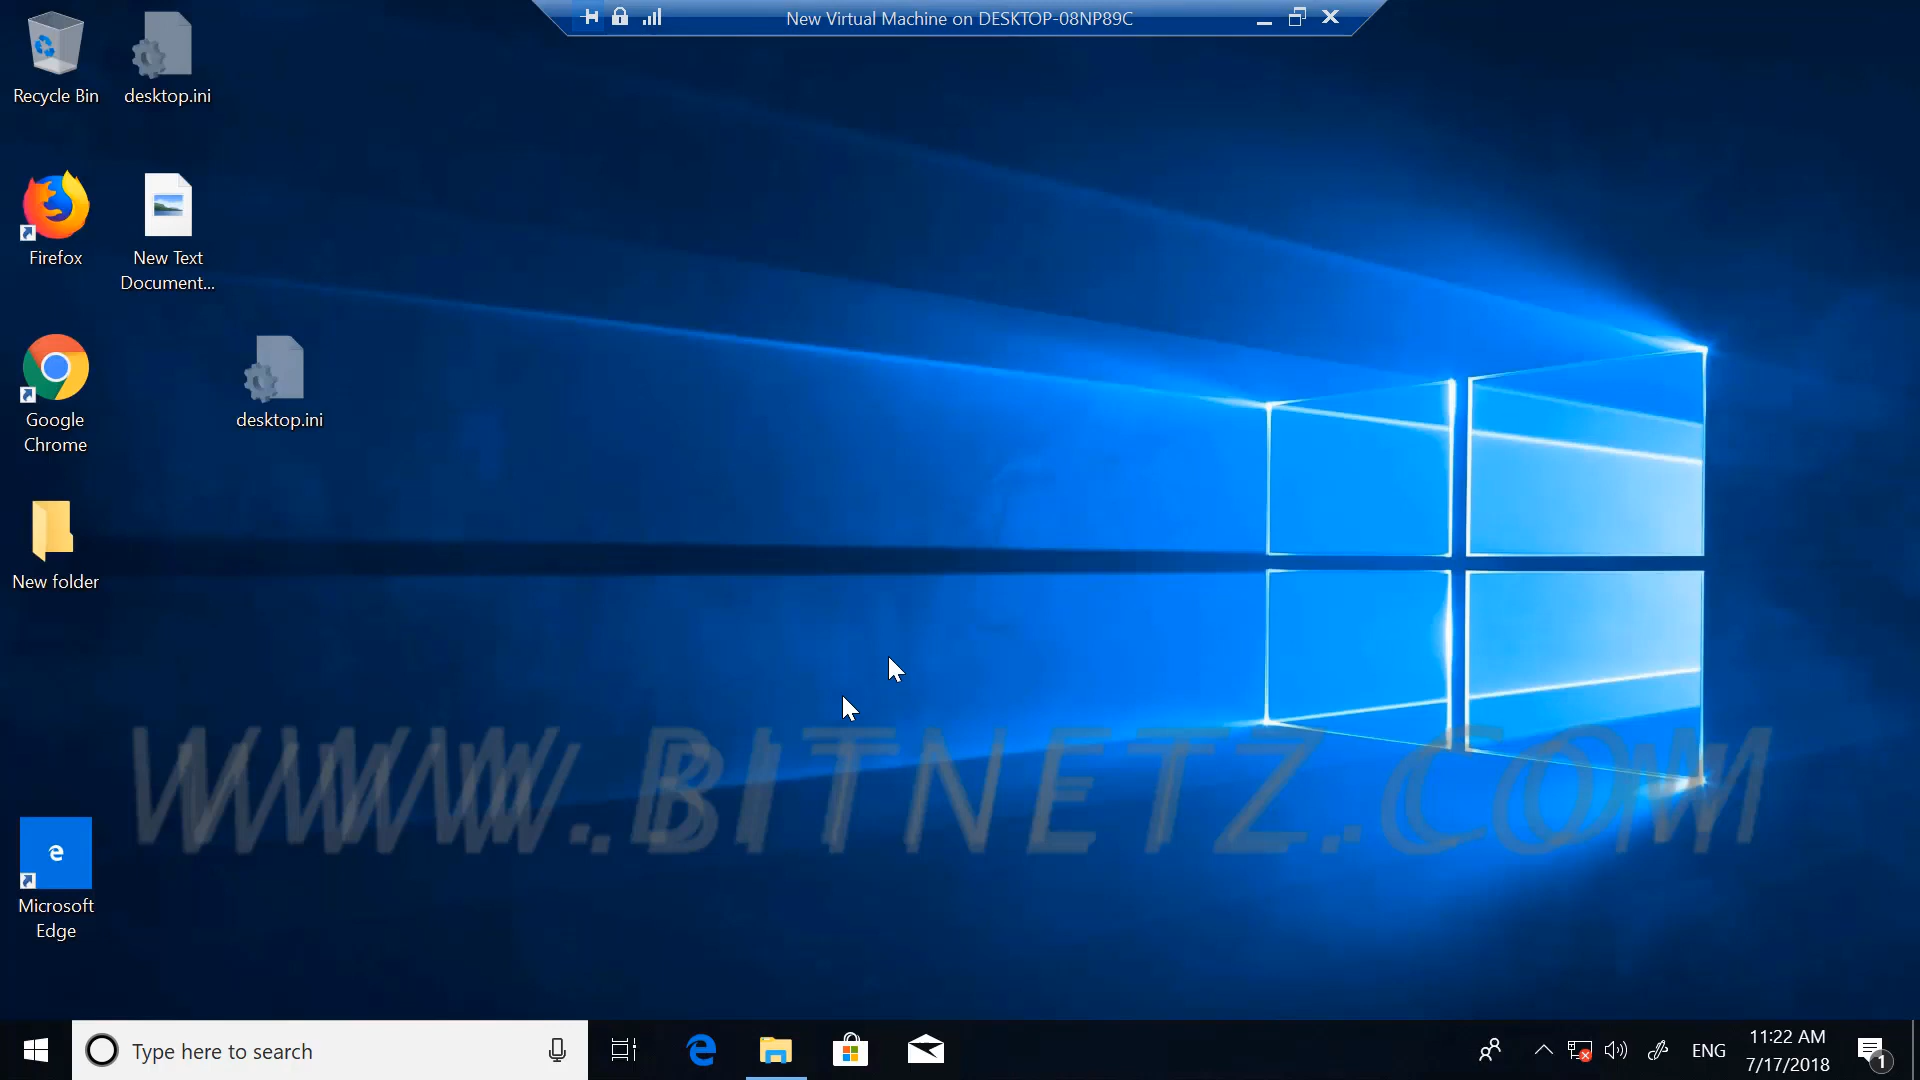 New Virtual Machine on DESKTOP-08NP89C
Recycle Bin
desktop.ini
Firefox
New Text
Document...
Google
Chrome
desktop.ini
New folder
WWW.BITNETZ.COM
Microsoft
Edge
Type here to search
ENG
11:22 AM
7/17/2018
1